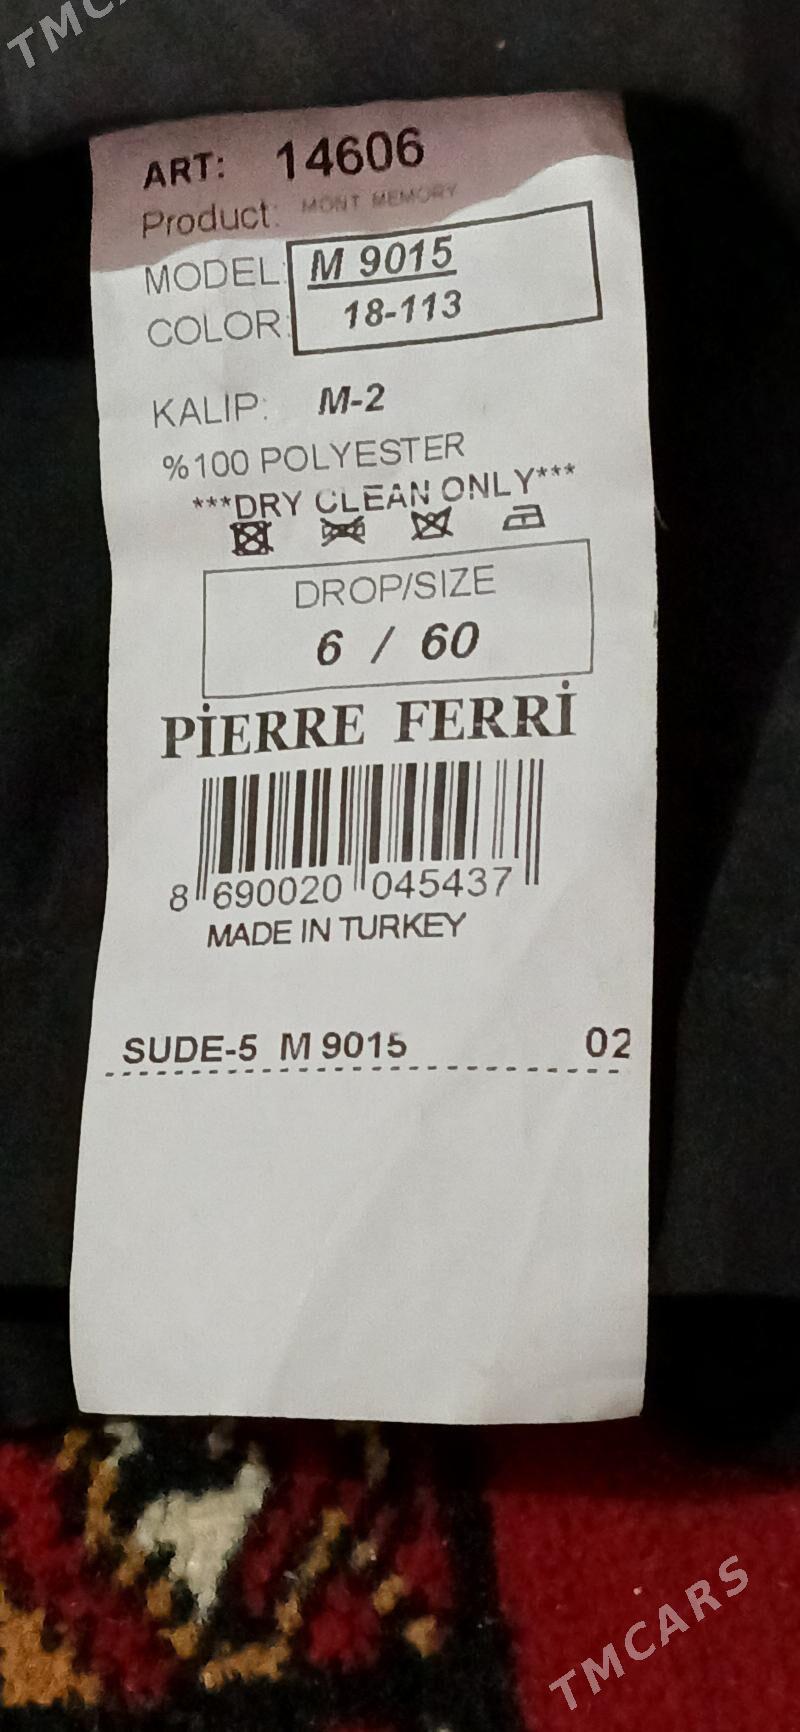 TMCA
ART: 14606
Product: MONT MEMORY
MODEL: M 9015
COLOR: 18-113
KALIP: M-2
%100 POLYESTER
***DRY CLEAN ONLY***
DROP/SIZE
6 / 60
PİERRE FERRİ
8 690020 045437
MADE IN TURKEY
SUDE-5 M 9015 02
TMCARS